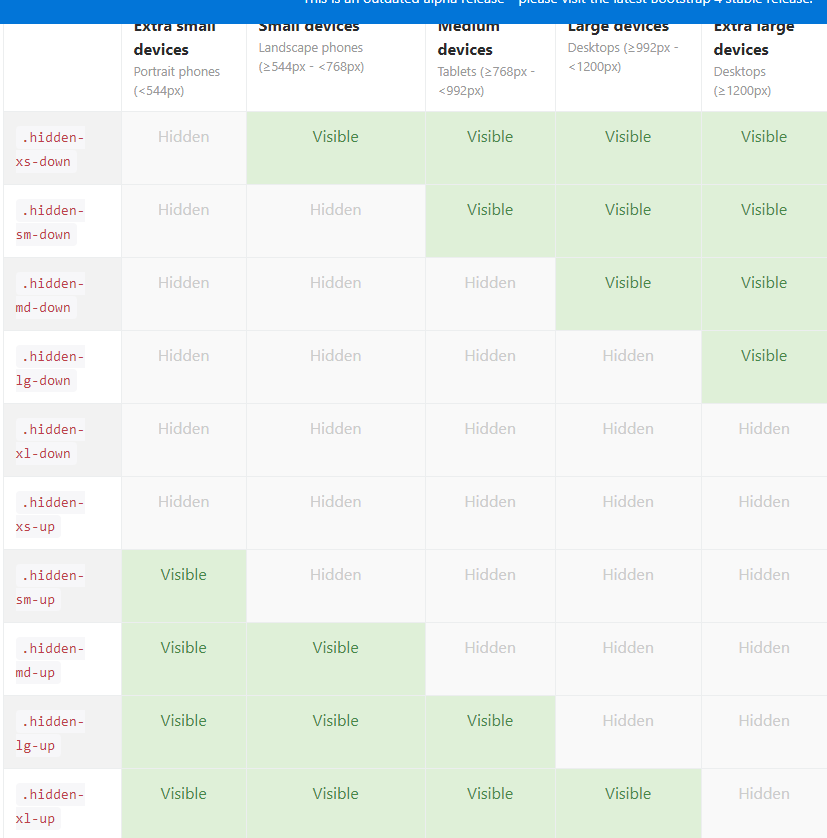 This is an outdated alpha release – please visit the latest Bootstrap 4 stable release.
Extra small devices
Portrait phones (<544px)
Small devices
Landscape phones (≥544px - <768px)
Medium devices
Tablets (≥768px - <992px)
Large devices
Desktops (≥992px - <1200px)
Extra large devices
Desktops (≥1200px)
.hidden-xs-down Hidden Visible Visible Visible Visible
.hidden-sm-down Hidden Hidden Visible Visible Visible
.hidden-md-down Hidden Hidden Hidden Visible Visible
.hidden-lg-down Hidden Hidden Hidden Hidden Visible
.hidden-xl-down Hidden Hidden Hidden Hidden Hidden
.hidden-xs-up Hidden Hidden Hidden Hidden Hidden
.hidden-sm-up Visible Hidden Hidden Hidden Hidden
.hidden-md-up Visible Visible Hidden Hidden Hidden
.hidden-lg-up Visible Visible Visible Hidden Hidden
.hidden-xl-up Visible Visible Visible Visible Hidden